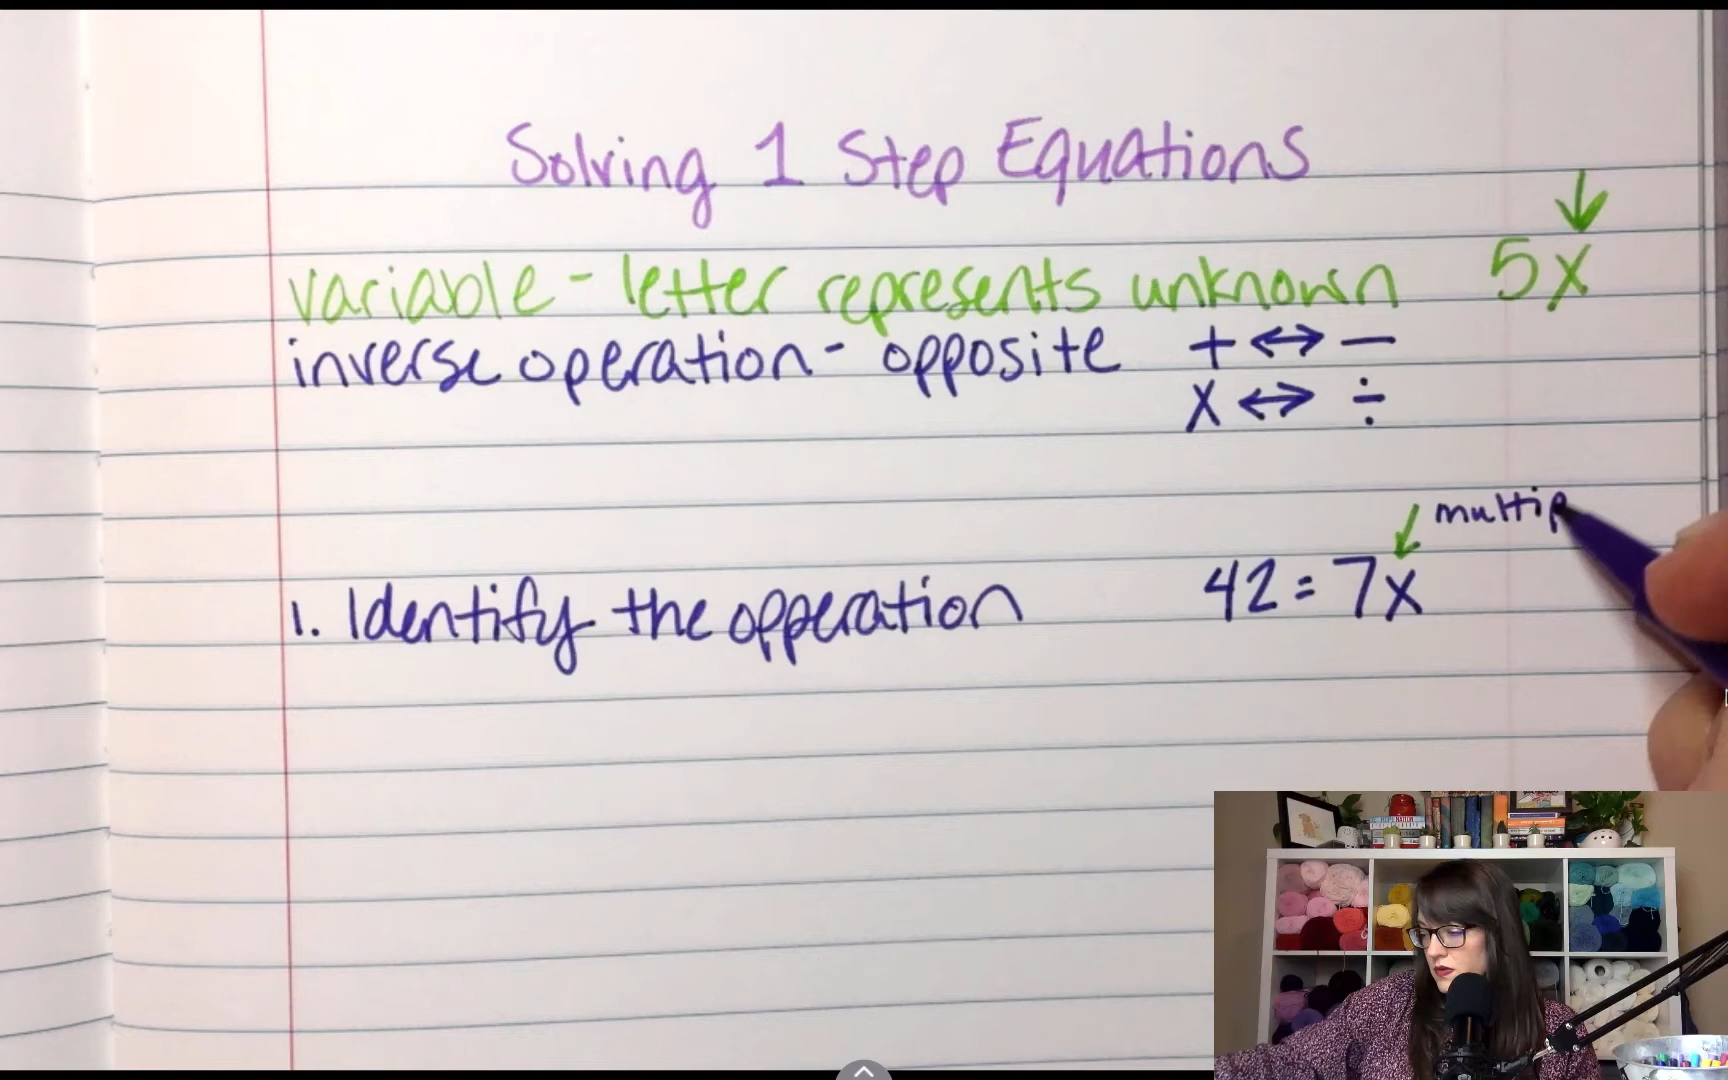 Solving 1 Step Equations
variable - letter represents unknown 5x
inverse operation - opposite + ↔ −
x ↔ ÷
multip
1. Identify the opperation 42 = 7x